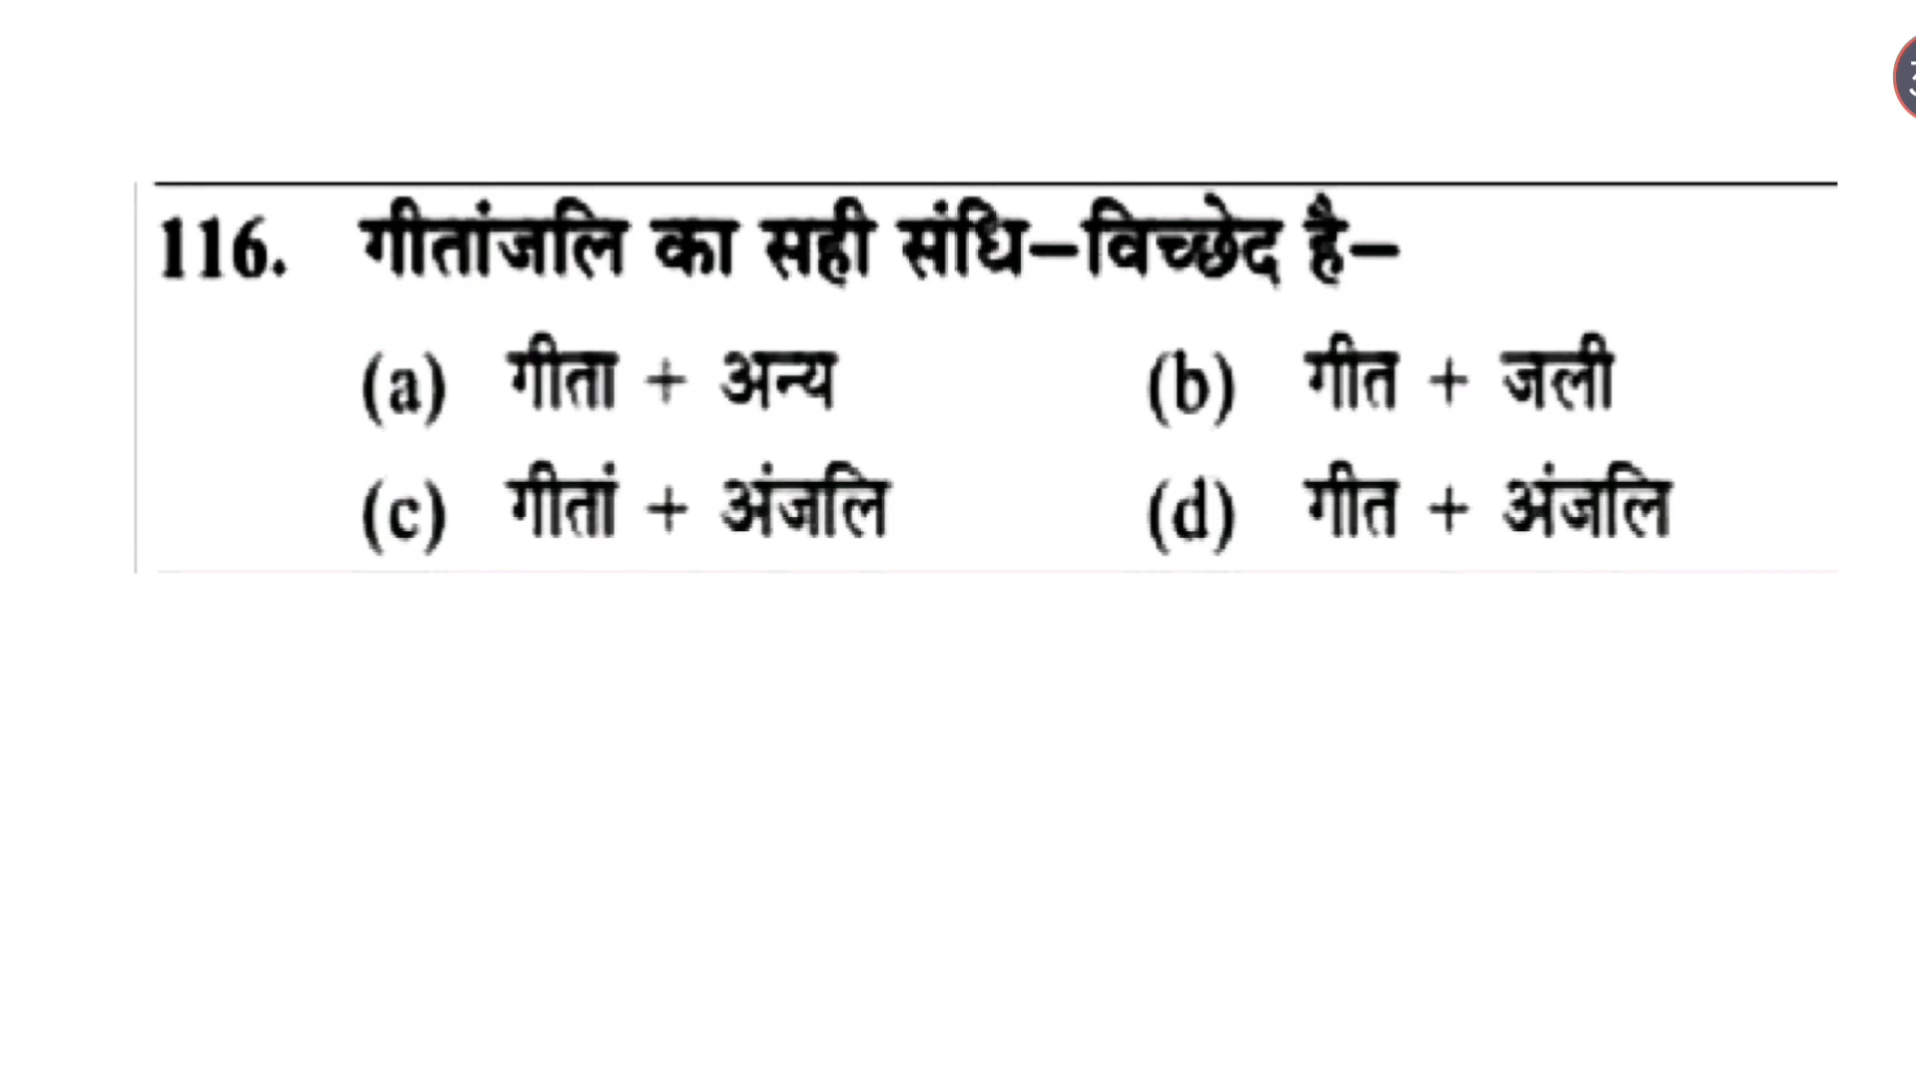 116. गीतांजलि का सही संधि–विच्छेद है–
(a) गीता + अन्य (b) गीत + जली
(c) गीतां + अंजलि (d) गीत + अंजलि